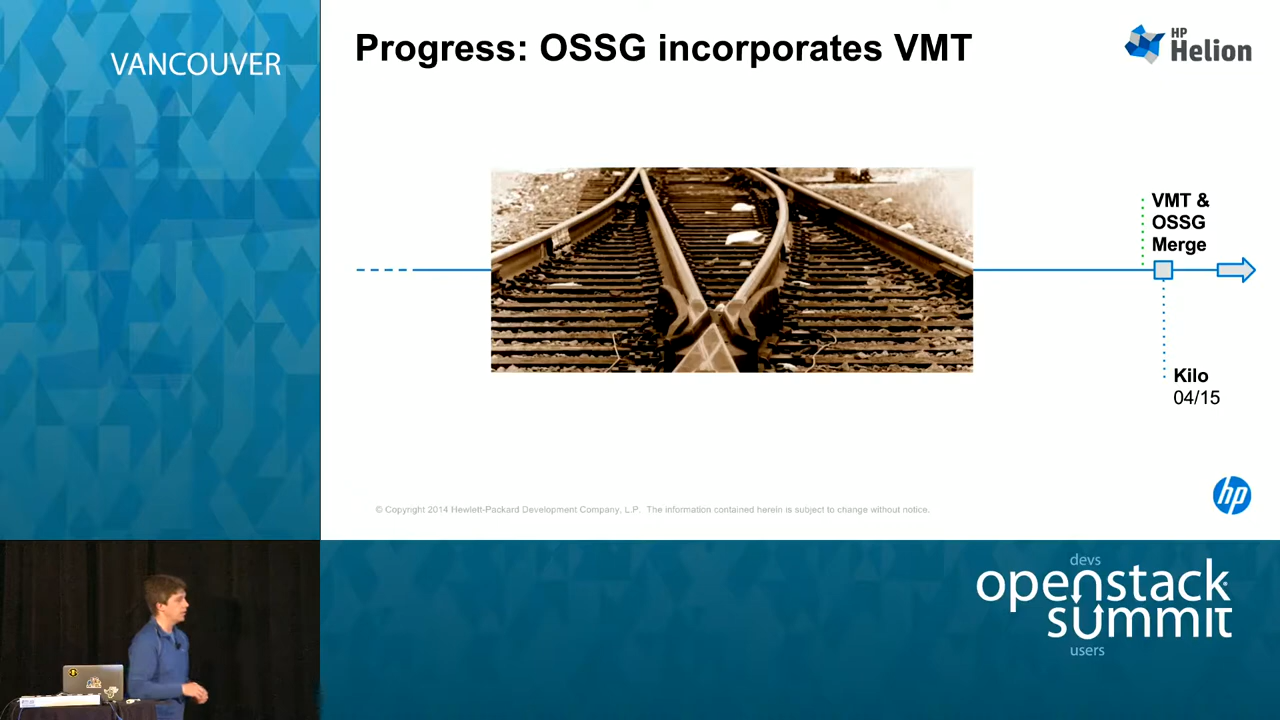 VANCOUVER
Progress: OSSG incorporates VMT
HP
Helion
VMT &
OSSG
Merge
Kilo
04/15
© Copyright 2014 Hewlett-Packard Development Company, L.P. The information contained herein is subject to change without notice.
hp
devs
openstack
summit
users